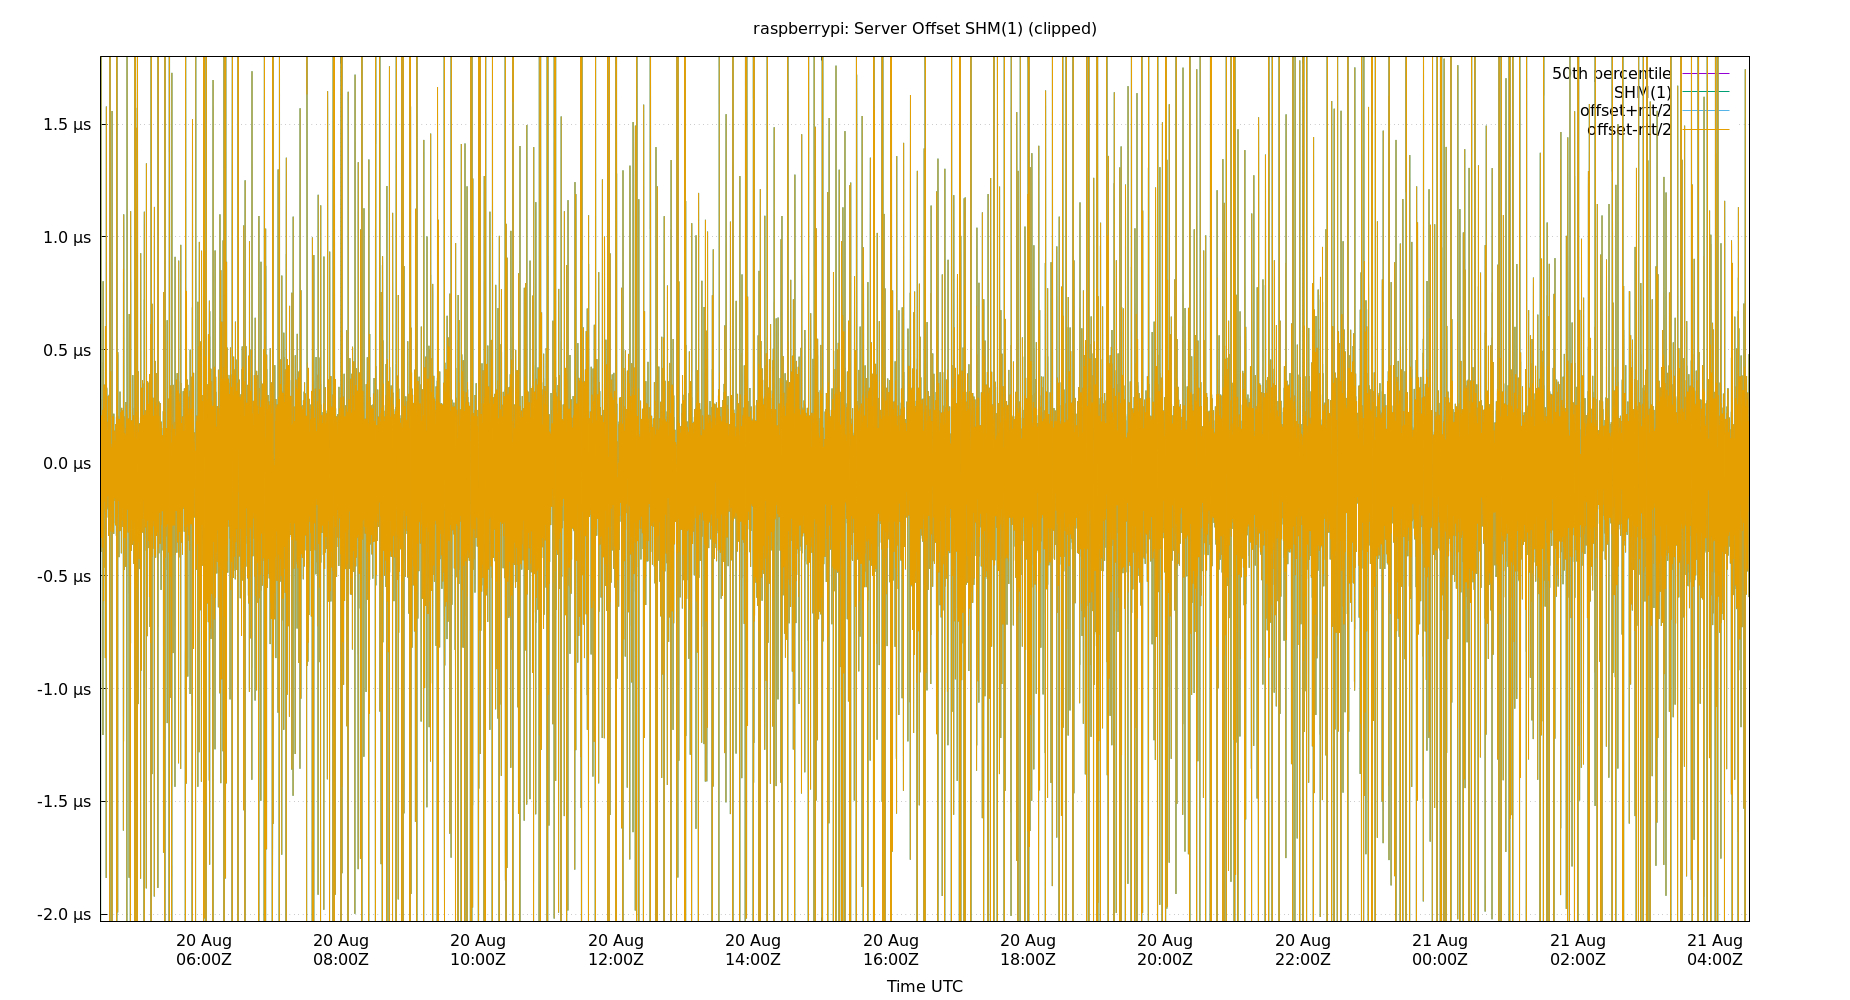 raspberrypi: Server Offset SHM(1) (clipped)
50th percentile
SHM(1)
offset+rtt/2
offset-rtt/2
1.5 µs
1.0 µs
0.5 µs
0.0 µs
-0.5 µs
-1.0 µs
-1.5 µs
-2.0 µs
20 Aug 20 Aug 20 Aug 20 Aug 20 Aug 20 Aug 20 Aug 20 Aug 20 Aug 21 Aug 21 Aug 21 Aug
06:00Z 08:00Z 10:00Z 12:00Z 14:00Z 16:00Z 18:00Z 20:00Z 22:00Z 00:00Z 02:00Z 04:00Z
Time UTC